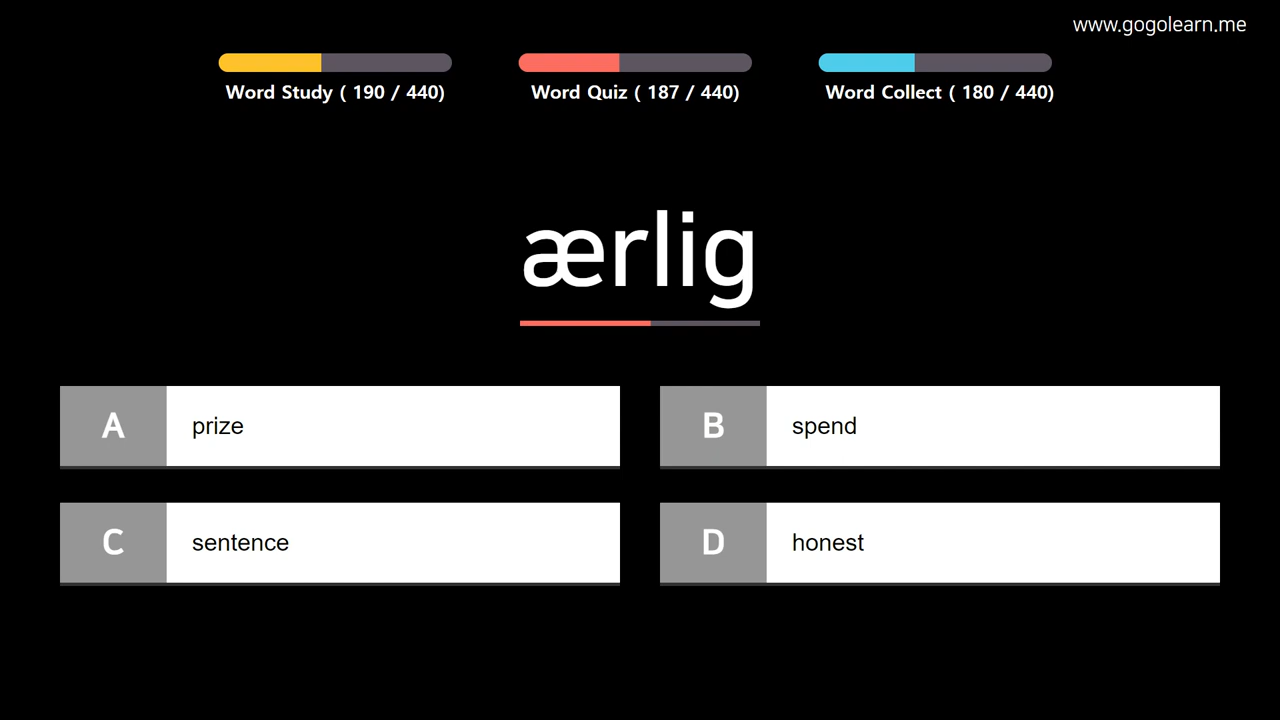 www.gogolearn.me
Word Study ( 190 / 440)
Word Quiz ( 187 / 440)
Word Collect ( 180 / 440)
ærlig
A prize
B spend
C sentence
D honest